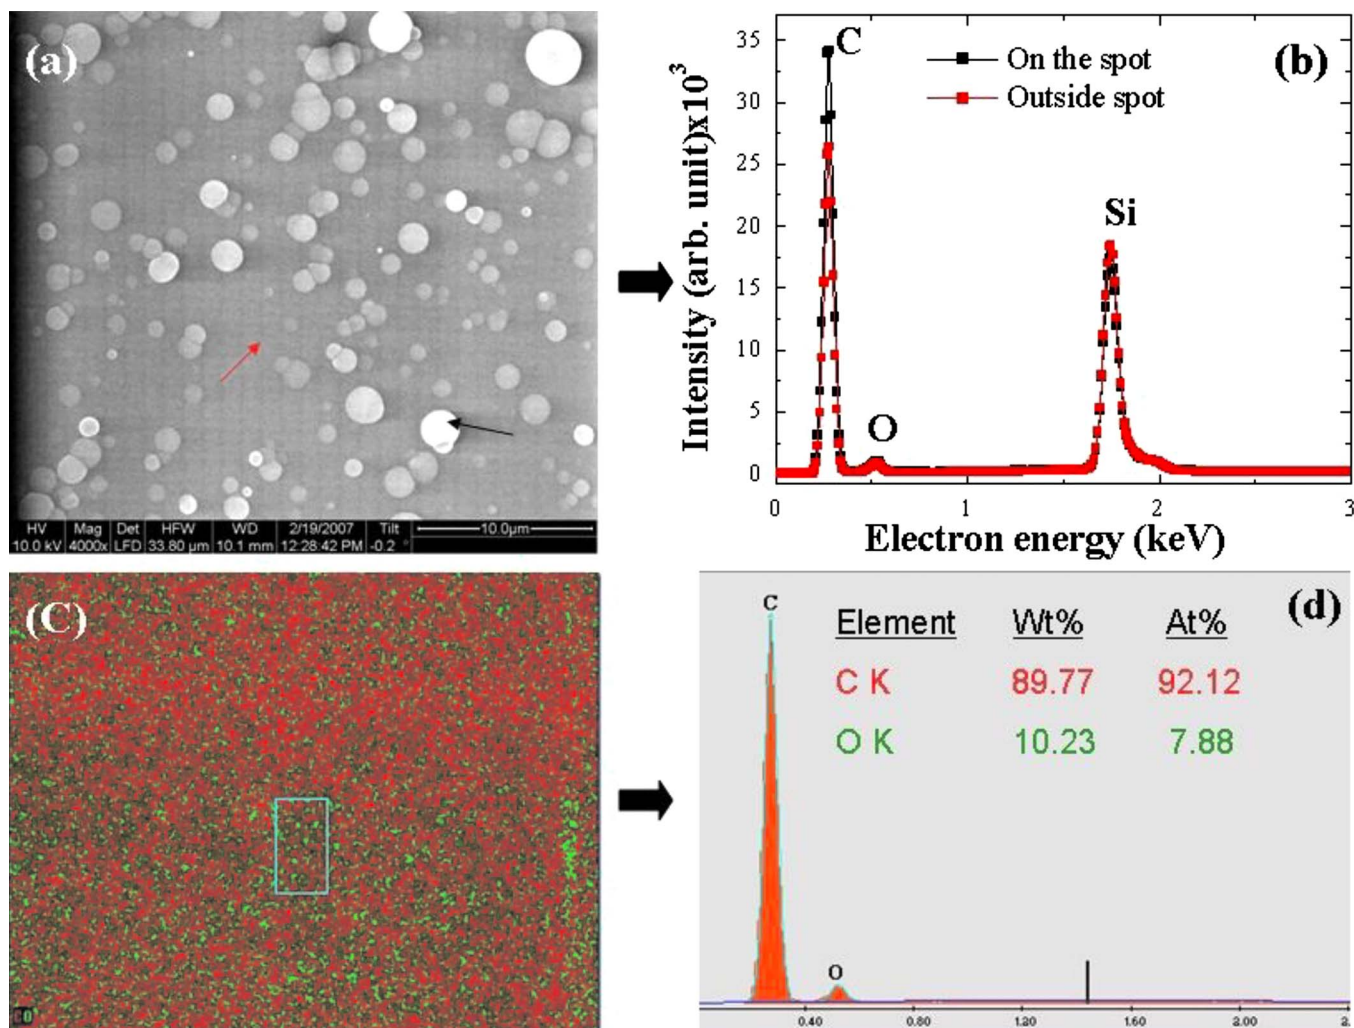 (a)
HV Mag Det HFW WD 2/19/2007 Tilt 10.0µm
10.0 kV 4000x LFD 33.80 µm 10.1 mm 12:28:42 PM -0.2 °
(b)
C
On the spot
Outside spot
Si
O
Intensity (arb. unit)x10³
35
30
25
20
15
10
5
0
0 1 2 3
Electron energy (keV)
(C)
(d)
C
Element Wt% At%
C K 89.77 92.12
O K 10.23 7.88
O
0.40 0.80 1.20 1.60 2.00